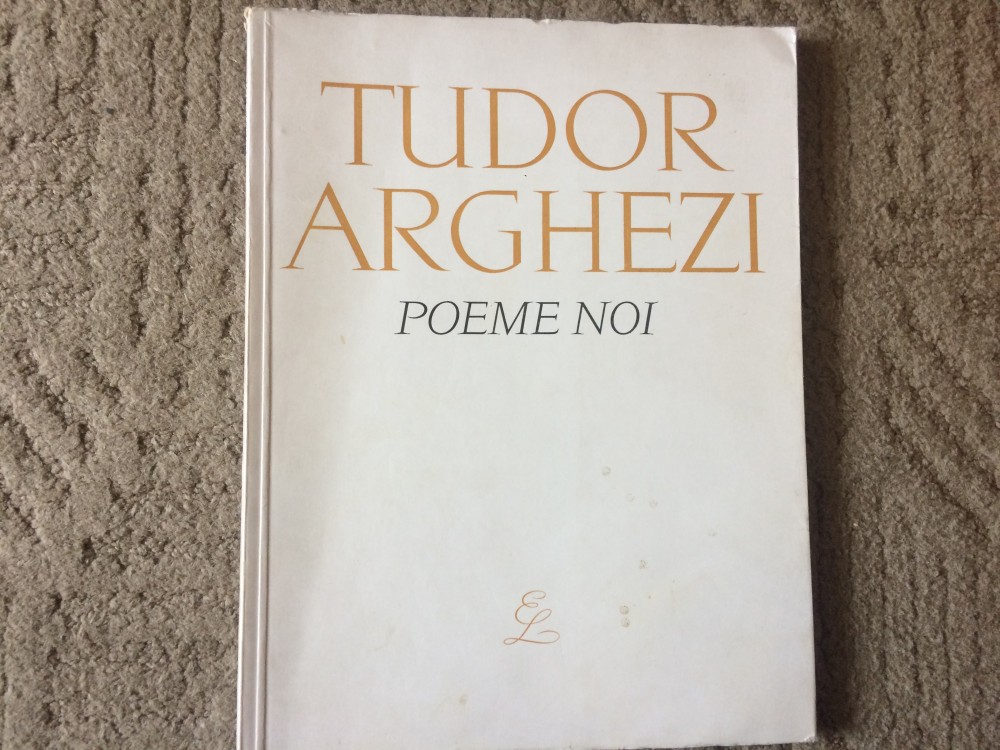 TUDOR
ARGHEZI
POEME NOI
EL